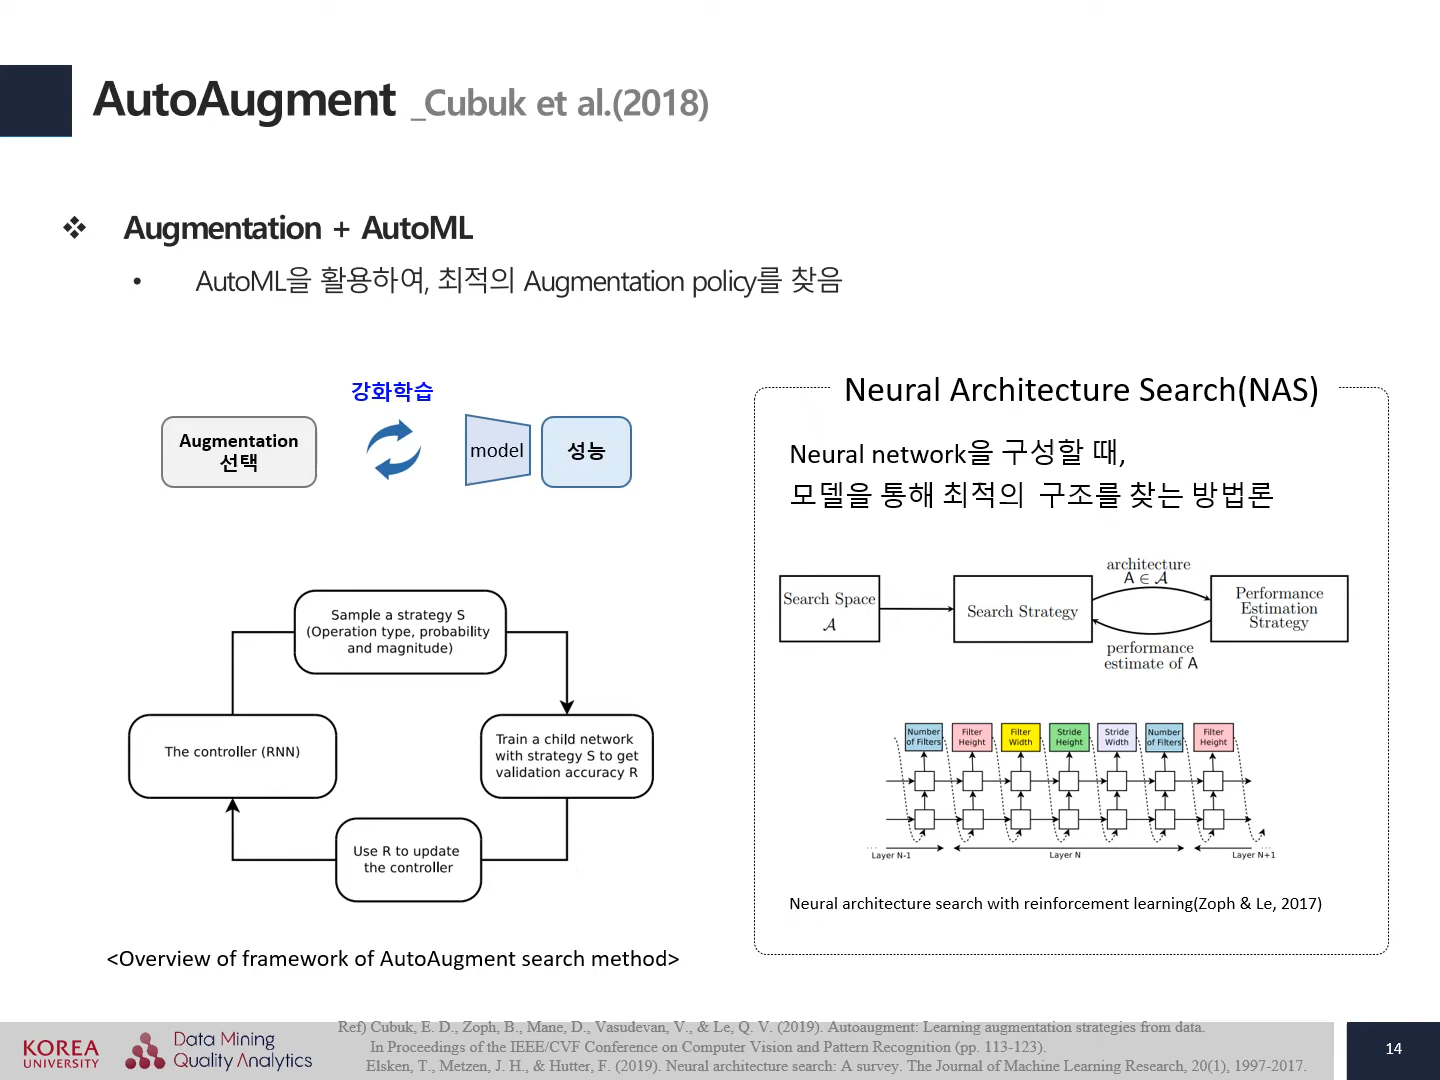 AutoAugment _Cubuk et al.(2018)
❖ Augmentation + AutoML
• AutoML을 활용하여, 최적의 Augmentation policy를 찾음
강화학습
Augmentation
선택
model
성능
Sample a strategy S
(Operation type, probability
and magnitude)
The controller (RNN)
Train a child network
with strategy S to get
validation accuracy R
Use R to update
the controller
<Overview of framework of AutoAugment search method>
Neural Architecture Search(NAS)
Neural network을 구성할 때,
모델을 통해 최적의 구조를 찾는 방법론
Search Space
𝒜
Search Strategy
architecture
A ∈ 𝒜
Performance
Estimation
Strategy
performance
estimate of A
Number
of Filters
Filter
Height
Filter
Width
Stride
Height
Stride
Width
Number
of Filters
Filter
Height
Layer N-1
Layer N
Layer N+1
Neural architecture search with reinforcement learning(Zoph & Le, 2017)
KOREA
UNIVERSITY
Data Mining
Quality Analytics
Ref) Cubuk, E. D., Zoph, B., Mane, D., Vasudevan, V., & Le, Q. V. (2019). Autoaugment: Learning augmentation strategies from data.
In Proceedings of the IEEE/CVF Conference on Computer Vision and Pattern Recognition (pp. 113-123).
Elsken, T., Metzen, J. H., & Hutter, F. (2019). Neural architecture search: A survey. The Journal of Machine Learning Research, 20(1), 1997-2017.
14